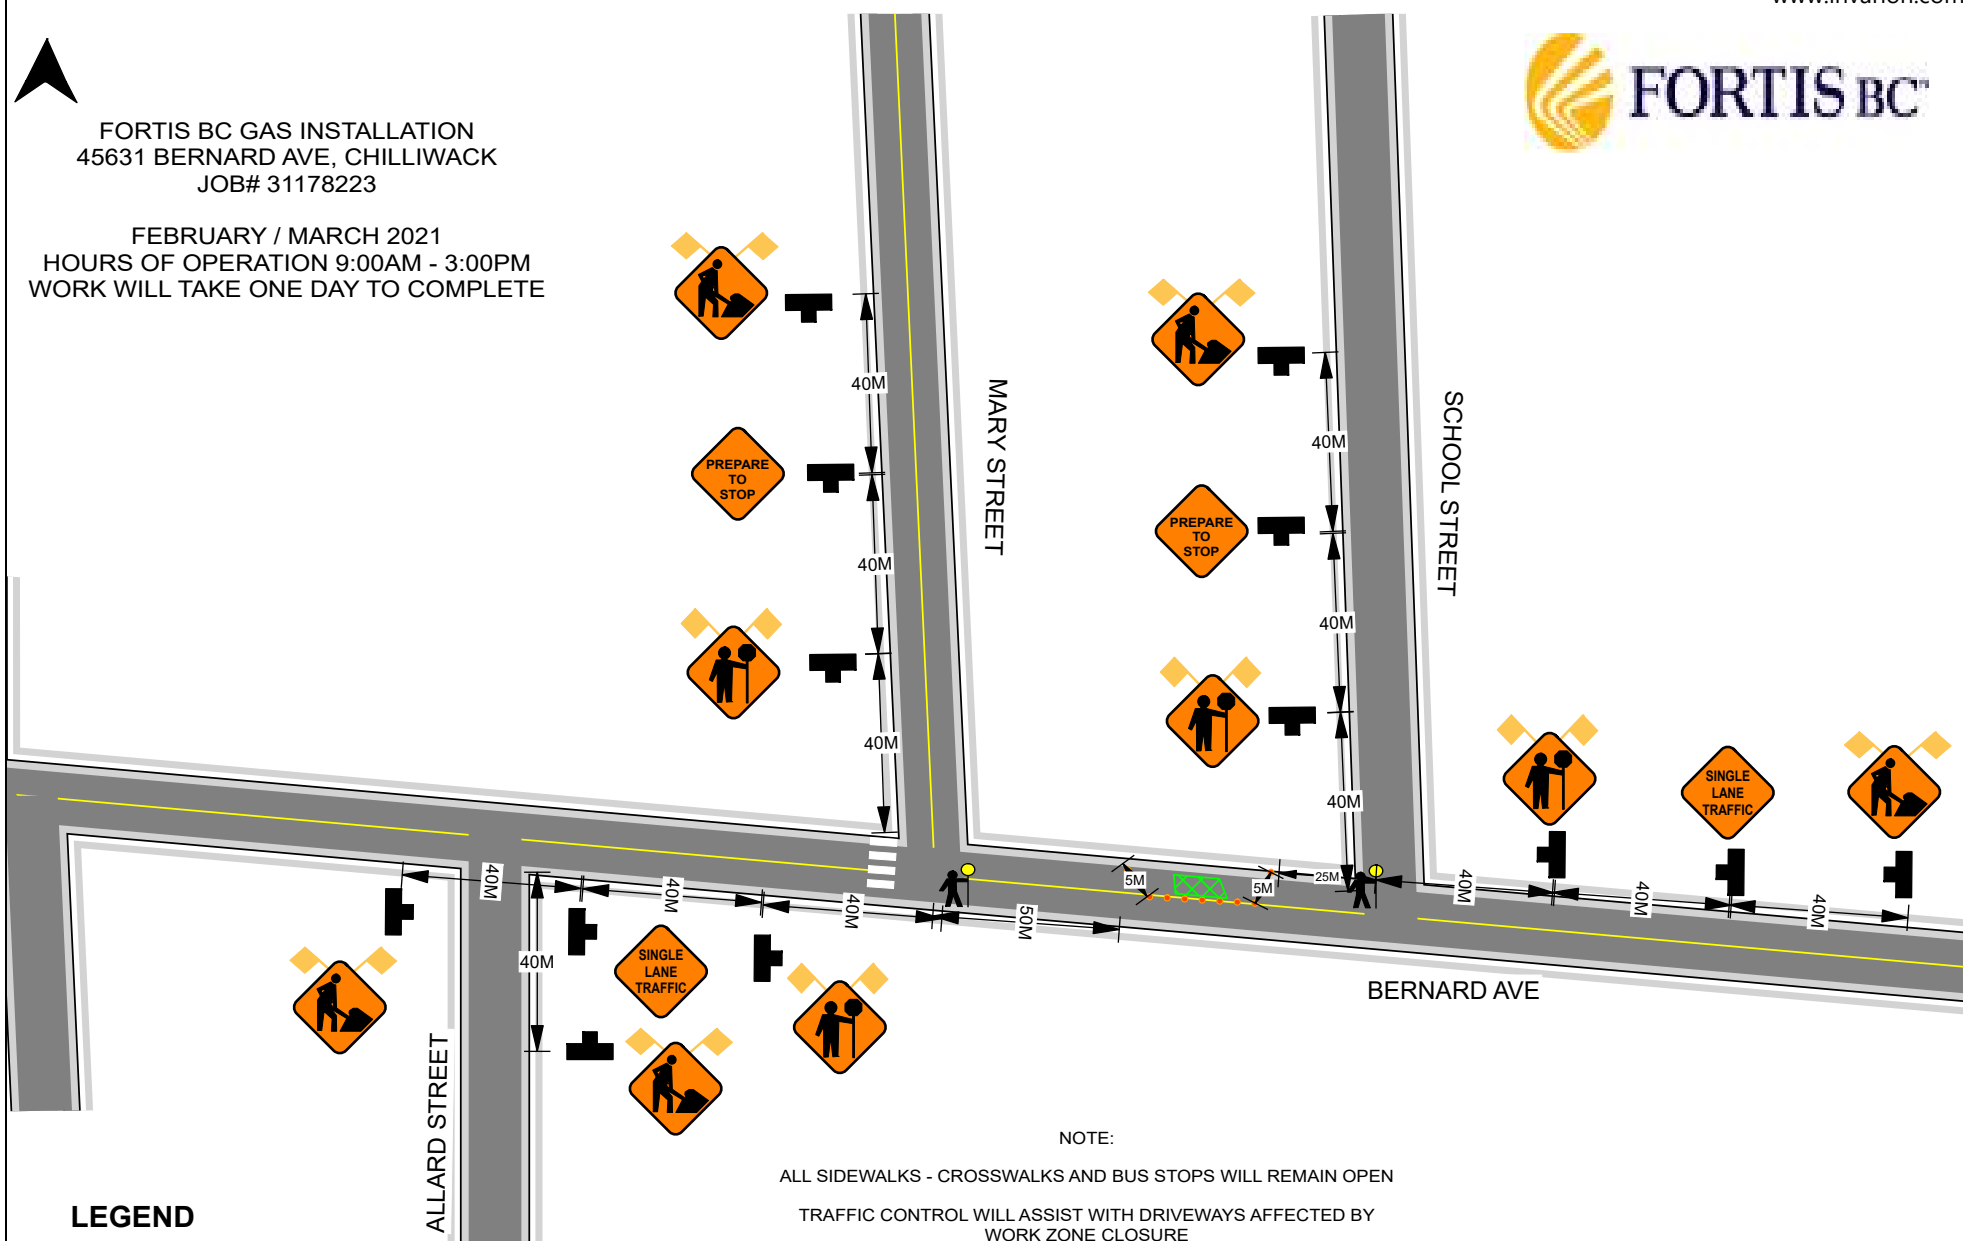 www.invarion.com
FORTIS BC™
FORTIS BC GAS INSTALLATION
45631 BERNARD AVE, CHILLIWACK
JOB# 31178223
FEBRUARY / MARCH 2021
HOURS OF OPERATION 9:00AM - 3:00PM
WORK WILL TAKE ONE DAY TO COMPLETE
40M
PREPARE
TO
STOP
40M
40M
MARY STREET
40M
PREPARE
TO
STOP
40M
40M
SCHOOL STREET
SINGLE
LANE
TRAFFIC
40M
40M
40M
40M
40M
40M
50M
5M
5M
25M
40M
SINGLE
LANE
TRAFFIC
BERNARD AVE
ALLARD STREET
NOTE:
ALL SIDEWALKS - CROSSWALKS AND BUS STOPS WILL REMAIN OPEN
TRAFFIC CONTROL WILL ASSIST WITH DRIVEWAYS AFFECTED BY
WORK ZONE CLOSURE
LEGEND